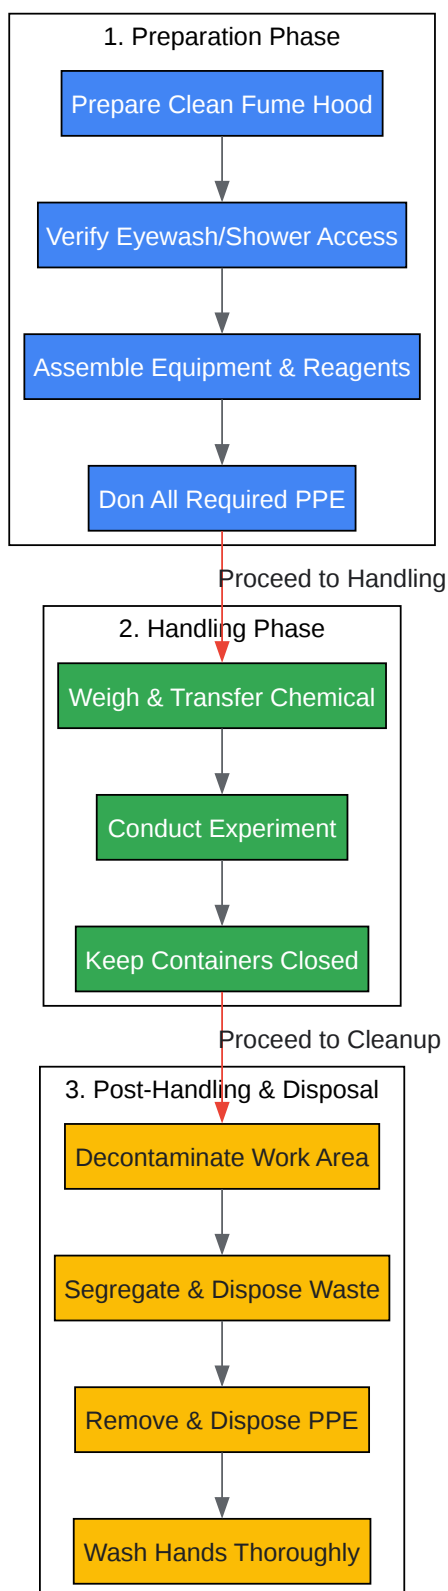 1. Preparation Phase
Prepare Clean Fume Hood
Verify Eyewash/Shower Access
Assemble Equipment & Reagents
Don All Required PPE
Proceed to Handling
2. Handling Phase
Weigh & Transfer Chemical
Conduct Experiment
Keep Containers Closed
Proceed to Cleanup
3. Post-Handling & Disposal
Decontaminate Work Area
Segregate & Dispose Waste
Remove & Dispose PPE
Wash Hands Thoroughly